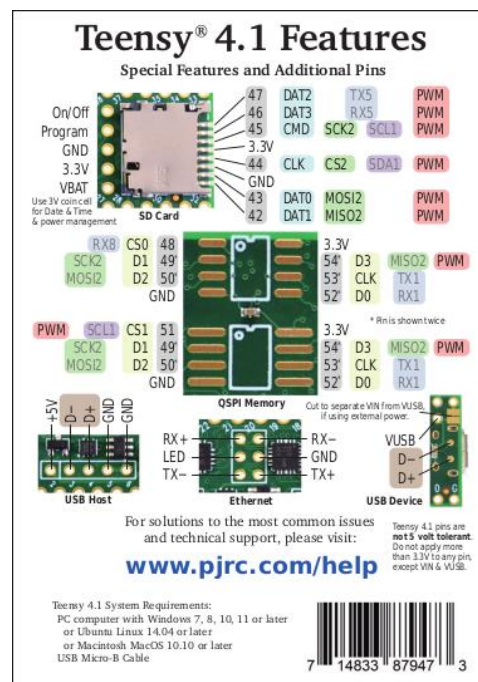 Teensy® 4.1 Features
Special Features and Additional Pins
On/Off
Program
GND
3.3V
VBAT
Use 3V coin cell
for Date & Time
& power management
SD Card
47 DAT2 TX5 PWM
46 DAT3 RX5 PWM
45 CMD SCK2 SCL1 PWM
3.3V
44 CLK CS2 SDA1 PWM
GND
43 DAT0 MOSI2 PWM
42 DAT1 MISO2 PWM
RX8 CS0 48
SCK2 D1 49*
MOSI2 D2 50*
GND
3.3V
54* D3 MISO2 PWM
53* CLK TX1
52* D0 RX1
* Pin is shown twice
PWM SCL1 CS1 51
SCK2 D1 49*
MOSI2 D2 50*
GND
3.3V
54* D3 MISO2 PWM
53* CLK TX1
52* D0 RX1
QSPI Memory
+5V
D−
D+
GND
GND
USB Host
RX+
LED
TX−
22 21 20 19 18
RX−
GND
TX+
Ethernet
Cut to separate VIN from VUSB
if using external power.
VUSB
D−
D+
USB Device
For solutions to the most common issues
and technical support, please visit:
www.pjrc.com/help
Teensy 4.1 pins are
not 5 volt tolerant.
Do not apply more
than 3.3V to any pin,
except VIN & VUSB.
Teensy 4.1 System Requirements:
PC computer with Windows 7, 8, 10, 11 or later
or Ubuntu Linux 14.04 or later
or Macintosh MacOS 10.10 or later
USB Micro-B Cable
7 14833 87947 3